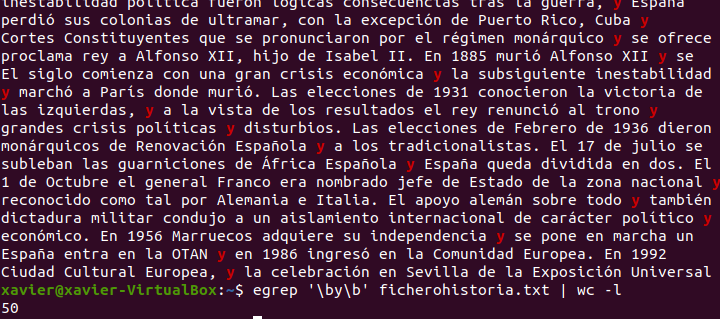 inestabilidad política fueron lógicas consecuencias tras la guerra, y España
perdió sus colonias de ultramar, con la excepción de Puerto Rico, Cuba y
Cortes Constituyentes que se pronunciaron por el régimen monárquico y se ofrece
proclama rey a Alfonso XII, hijo de Isabel II. En 1885 murió Alfonso XII y se
El siglo comienza con una gran crisis económica y la subsiguiente inestabilidad
y marchó a París donde murió. Las elecciones de 1931 conocieron la victoria de
las izquierdas, y a la vista de los resultados el rey renunció al trono y
grandes crisis políticas y disturbios. Las elecciones de Febrero de 1936 dieron
monárquicos de Renovación Española y a los tradicionalistas. El 17 de julio se
subleban las guarniciones de África Española y España queda dividida en dos. El
1 de Octubre el general Franco era nombrado jefe de Estado de la zona nacional y
reconocido como tal por Alemania e Italia. El apoyo alemán sobre todo y también
dictadura militar condujo a un aislamiento internacional de carácter político y
económico. En 1956 Marruecos adquiere su independencia y se pone en marcha un
España entra en la OTAN y en 1986 ingresó en la Comunidad Europea. En 1992
Ciudad Cultural Europea, y la celebración en Sevilla de la Exposición Universal
xavier@xavier-VirtualBox:~$ egrep '\by\b' ficherohistoria.txt | wc -l
50